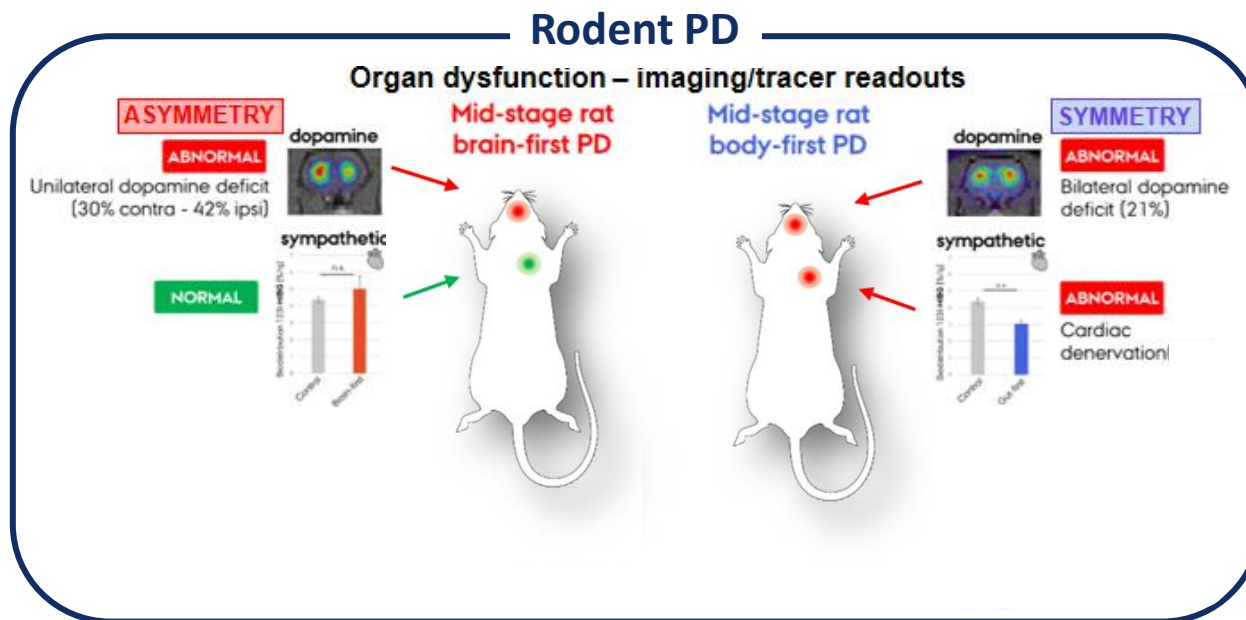 Rodent PD
Organ dysfunction – imaging/tracer readouts
ASYMMETRY
Mid-stage rat
brain-first PD
dopamine
ABNORMAL
Unilateral dopamine deficit
(30% contra - 42% ipsi)
sympathetic
NORMAL
Control
Brain-first
Mid-stage rat
body-first PD
SYMMETRY
dopamine
ABNORMAL
Bilateral dopamine
deficit (21%)
sympathetic
ABNORMAL
Cardiac
denervation
Control
Gut-first